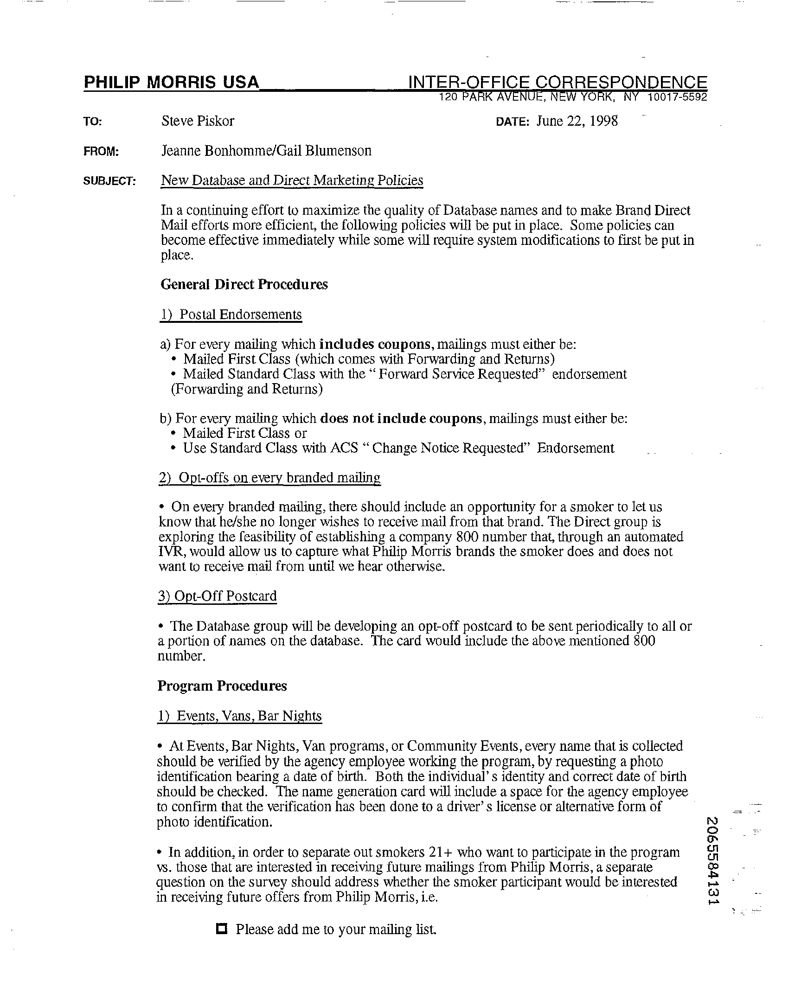 PHILIP MORRIS USA INTER-OFFICE CORRESPONDENCE
120 PARK AVENUE, NEW YORK, NY 10017-5592
TO: Steve Piskor DATE: June 22, 1998
FROM: Jeanne Bonhomme/Gail Blumenson
SUBJECT: New Database and Direct Marketing Policies
In a continuing effort to maximize the quality of Database names and to make Brand Direct
Mail efforts more efficient, the following policies will be put in place. Some policies can
become effective immediately while some will require system modifications to first be put in
place.
General Direct Procedures
1) Postal Endorsements
a) For every mailing which includes coupons, mailings must either be:
• Mailed First Class (which comes with Forwarding and Returns)
• Mailed Standard Class with the “Forward Service Requested” endorsement
(Forwarding and Returns)
b) For every mailing which does not include coupons, mailings must either be:
• Mailed First Class or
• Use Standard Class with ACS “Change Notice Requested” Endorsement
2) Opt-offs on every branded mailing
• On every branded mailing, there should include an opportunity for a smoker to let us
know that he/she no longer wishes to receive mail from that brand. The Direct group is
exploring the feasibility of establishing a company 800 number that, through an automated
IVR, would allow us to capture what Philip Morris brands the smoker does and does not
want to receive mail from until we hear otherwise.
3) Opt-Off Postcard
• The Database group will be developing an opt-off postcard to be sent periodically to all or
a portion of names on the database. The card would include the above mentioned 800
number.
Program Procedures
1) Events, Vans, Bar Nights
• At Events, Bar Nights, Van programs, or Community Events, every name that is collected
should be verified by the agency employee working the program, by requesting a photo
identification bearing a date of birth. Both the individual's identity and correct date of birth
should be checked. The name generation card will include a space for the agency employee
to confirm that the verification has been done to a driver's license or alternative form of
photo identification.
• In addition, in order to separate out smokers 21+ who want to participate in the program
vs. those that are interested in receiving future mailings from Philip Morris, a separate
question on the survey should address whether the smoker participant would be interested
in receiving future offers from Philip Morris, i.e.
☐ Please add me to your mailing list.
2065584131